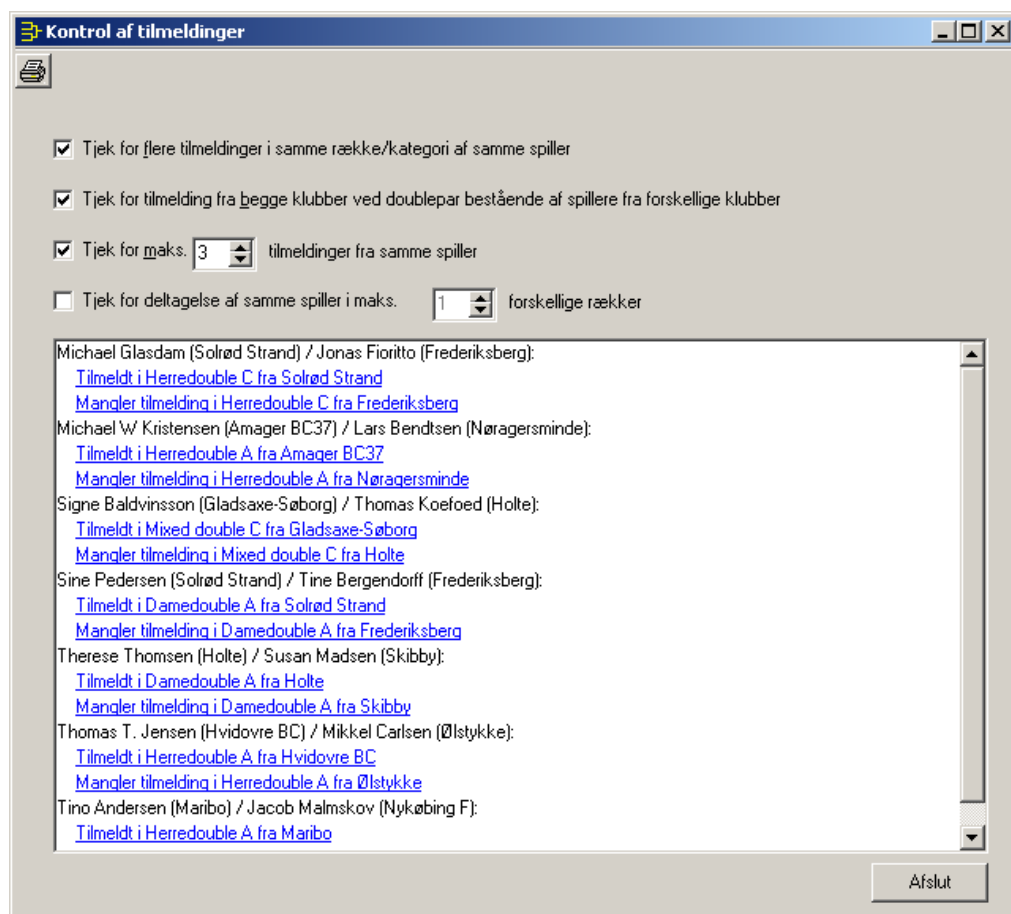 Kontrol af tilmeldinger
Tjek for flere tilmeldinger i samme række/kategori af samme spiller
Tjek for tilmelding fra begge klubber ved doublepar bestående af spillere fra forskellige klubber
Tjek for maks. 3 tilmeldinger fra samme spiller
Tjek for deltagelse af samme spiller i maks. 1 forskellige rækker
Michael Glasdam (Solrød Strand) / Jonas Fioritto (Frederiksberg):
Tilmeldt i Herredouble C fra Solrød Strand
Mangler tilmelding i Herredouble C fra Frederiksberg
Michael W Kristensen (Amager BC37) / Lars Bendtsen (Nøragersminde):
Tilmeldt i Herredouble A fra Amager BC37
Mangler tilmelding i Herredouble A fra Nøragersminde
Signe Baldvinsson (Gladsaxe-Søborg) / Thomas Koefoed (Holte):
Tilmeldt i Mixed double C fra Gladsaxe-Søborg
Mangler tilmelding i Mixed double C fra Holte
Sine Pedersen (Solrød Strand) / Tine Bergendorff (Frederiksberg):
Tilmeldt i Damedouble A fra Solrød Strand
Mangler tilmelding i Damedouble A fra Frederiksberg
Therese Thomsen (Holte) / Susan Madsen (Skibby):
Tilmeldt i Damedouble A fra Holte
Mangler tilmelding i Damedouble A fra Skibby
Thomas T. Jensen (Hvidovre BC) / Mikkel Carlsen (Ølstykke):
Tilmeldt i Herredouble A fra Hvidovre BC
Mangler tilmelding i Herredouble A fra Ølstykke
Tino Andersen (Maribo) / Jacob Malmskov (Nykøbing F):
Tilmeldt i Herredouble A fra Maribo
Afslut